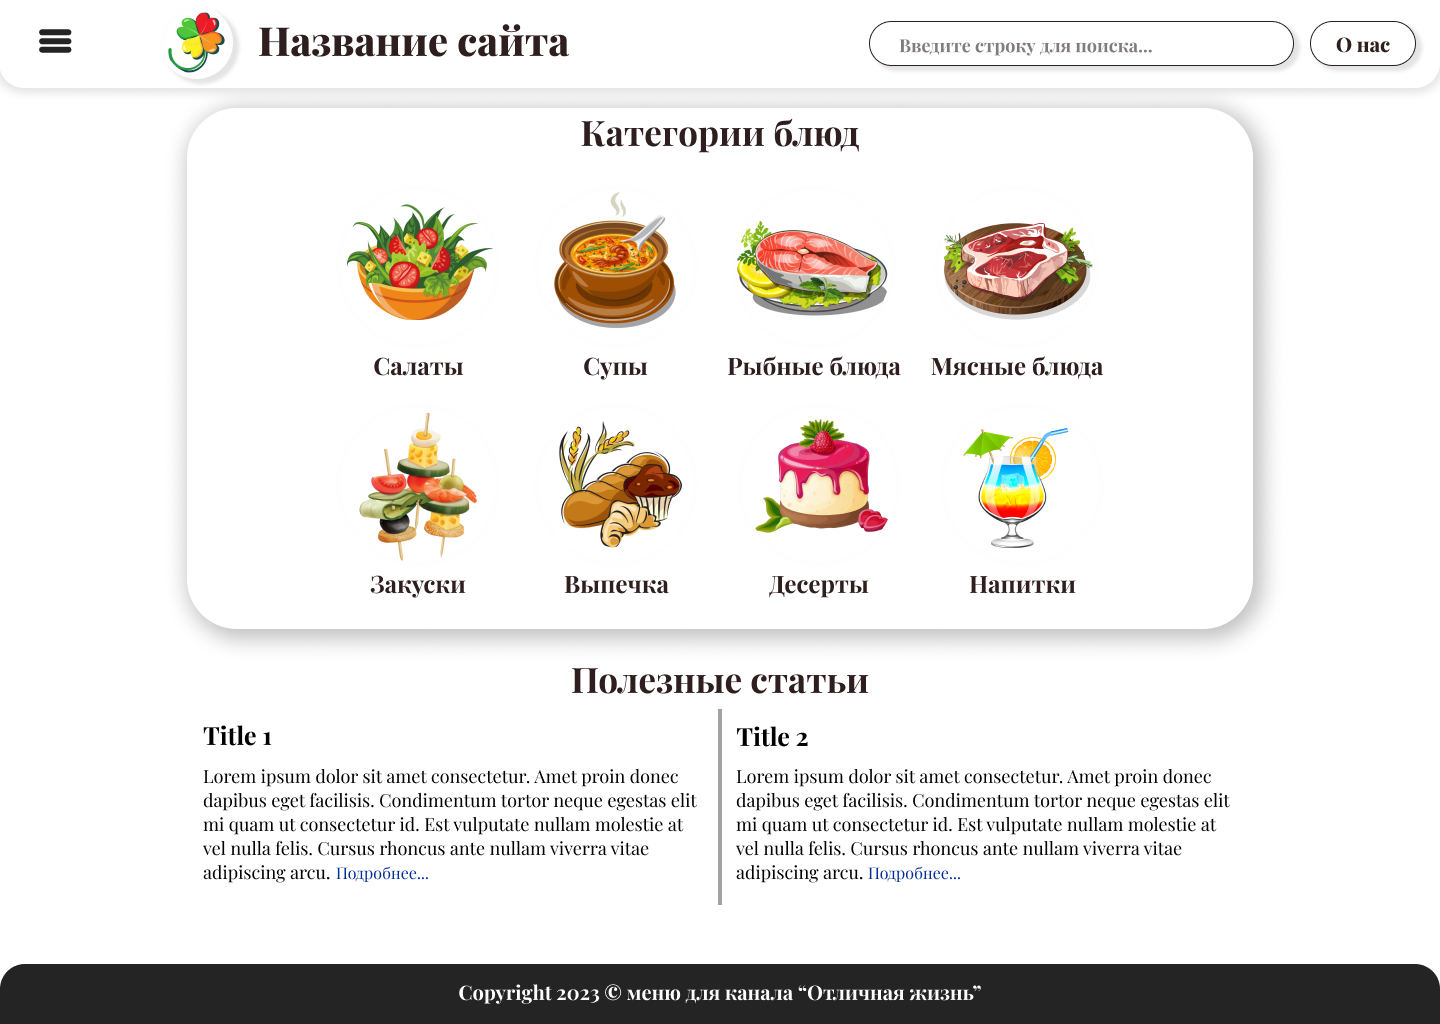 Название сайта
Введите строку для поиска...
О нас
Категории блюд
Салаты
Супы
Рыбные блюда
Мясные блюда
Закуски
Выпечка
Десерты
Напитки
Полезные статьи
Title 1
Lorem ipsum dolor sit amet consectetur. Amet proin donec
dapibus eget facilisis. Condimentum tortor neque egestas elit
mi quam ut consectetur id. Est vulputate nullam molestie at
vel nulla felis. Cursus rhoncus ante nullam viverra vitae
adipiscing arcu. Подробнее...
Title 2
Lorem ipsum dolor sit amet consectetur. Amet proin donec
dapibus eget facilisis. Condimentum tortor neque egestas elit
mi quam ut consectetur id. Est vulputate nullam molestie at
vel nulla felis. Cursus rhoncus ante nullam viverra vitae
adipiscing arcu. Подробнее...
Copyright 2023 © меню для канала “Отличная жизнь”